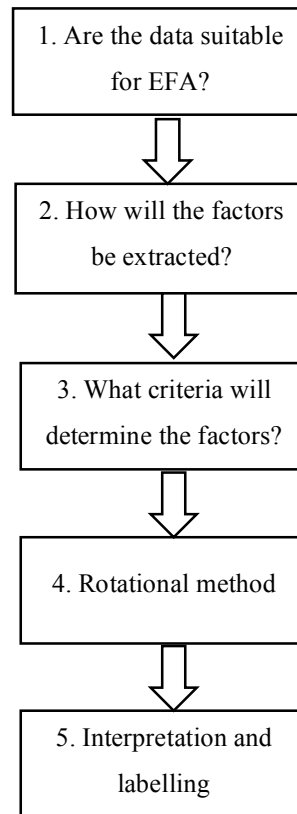 1. Are the data suitable
for EFA?
2. How will the factors
be extracted?
3. What criteria will
determine the factors?
4. Rotational method
5. Interpretation and
labelling